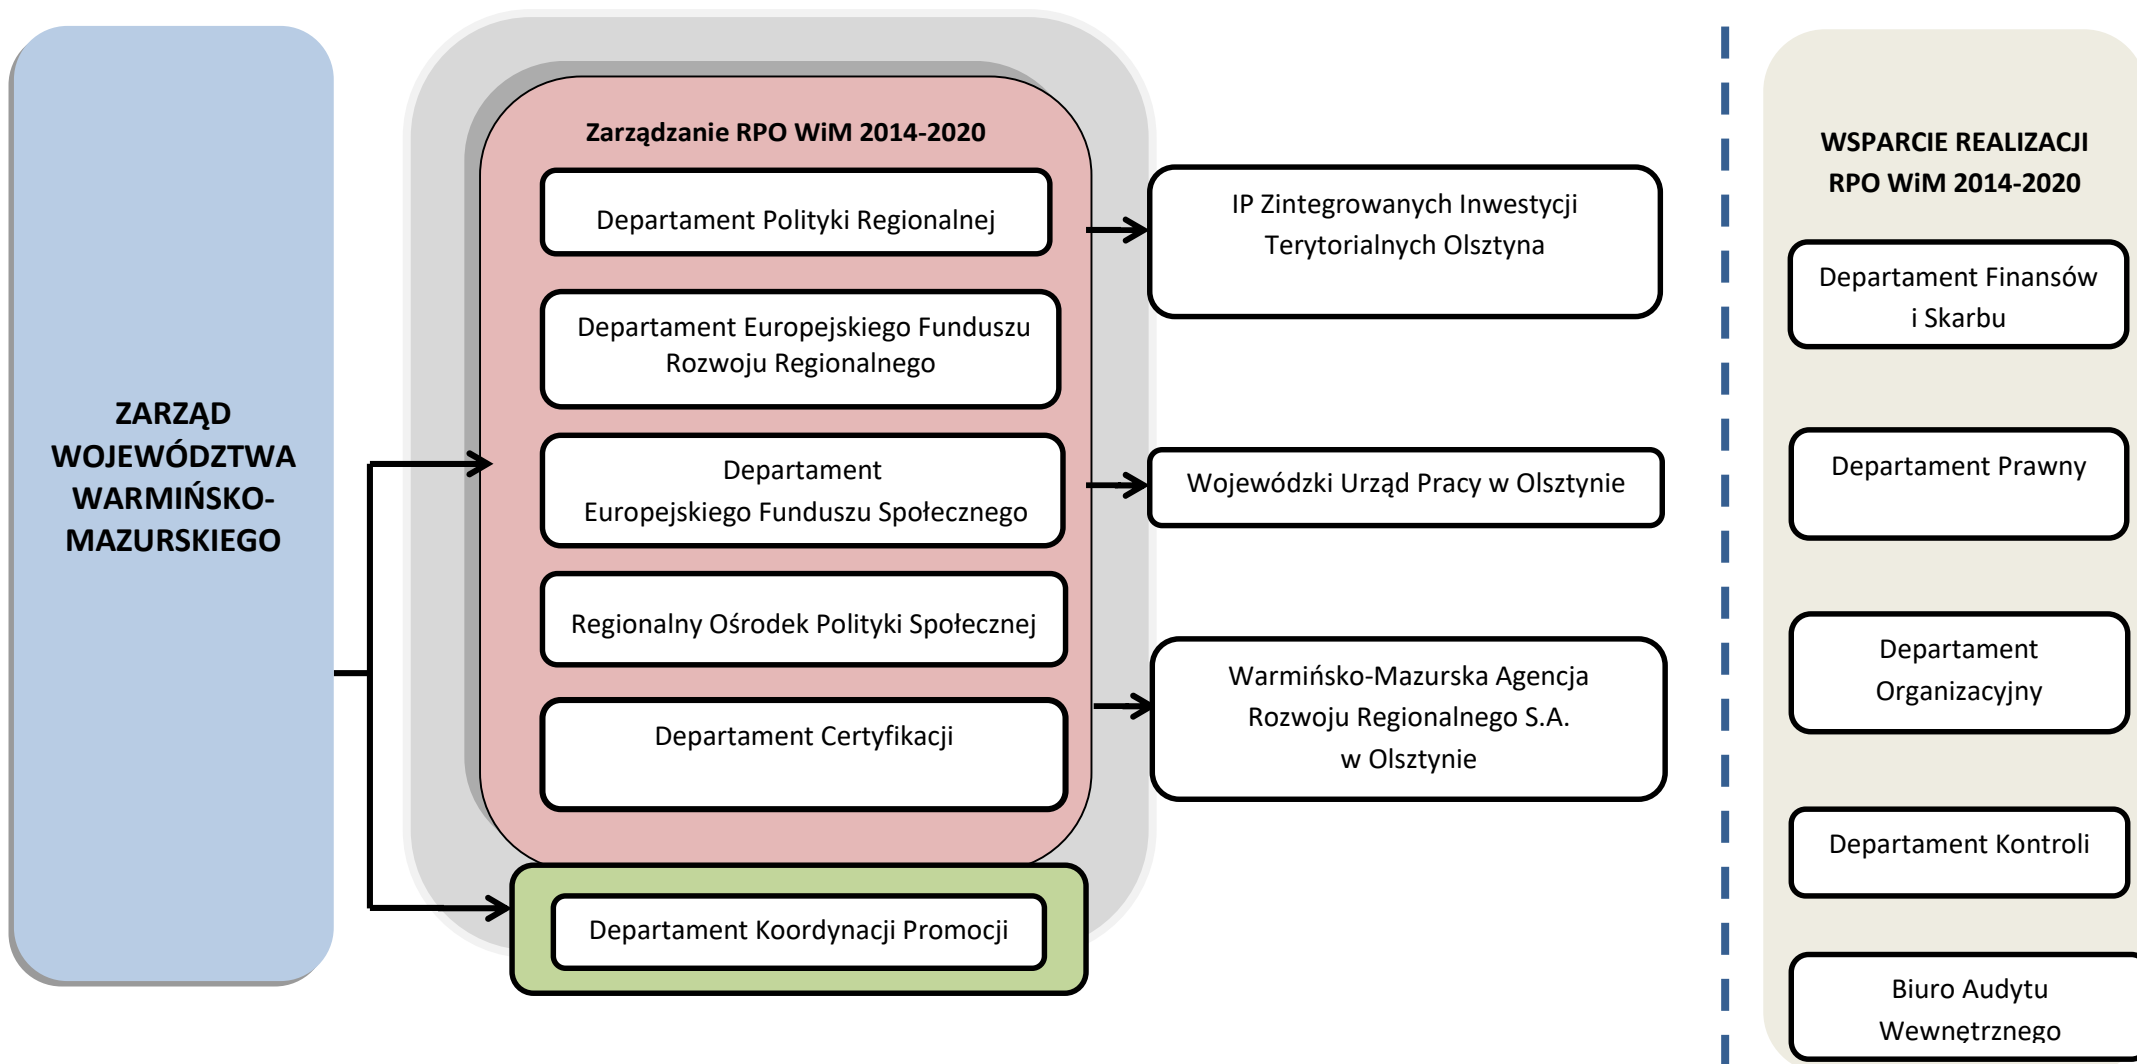 ZARZĄD
WOJEWÓDZTWA
WARMIŃSKO-
MAZURSKIEGO
Zarządzanie RPO WiM 2014-2020
Departament Polityki Regionalnej
Departament Europejskiego Funduszu
Rozwoju Regionalnego
Departament
Europejskiego Funduszu Społecznego
Regionalny Ośrodek Polityki Społecznej
Departament Certyfikacji
Departament Koordynacji Promocji
IP Zintegrowanych Inwestycji
Terytorialnych Olsztyna
Wojewódzki Urząd Pracy w Olsztynie
Warmińsko-Mazurska Agencja
Rozwoju Regionalnego S.A.
w Olsztynie
WSPARCIE REALIZACJI
RPO WiM 2014-2020
Departament Finansów
i Skarbu
Departament Prawny
Departament
Organizacyjny
Departament Kontroli
Biuro Audytu
Wewnętrznego